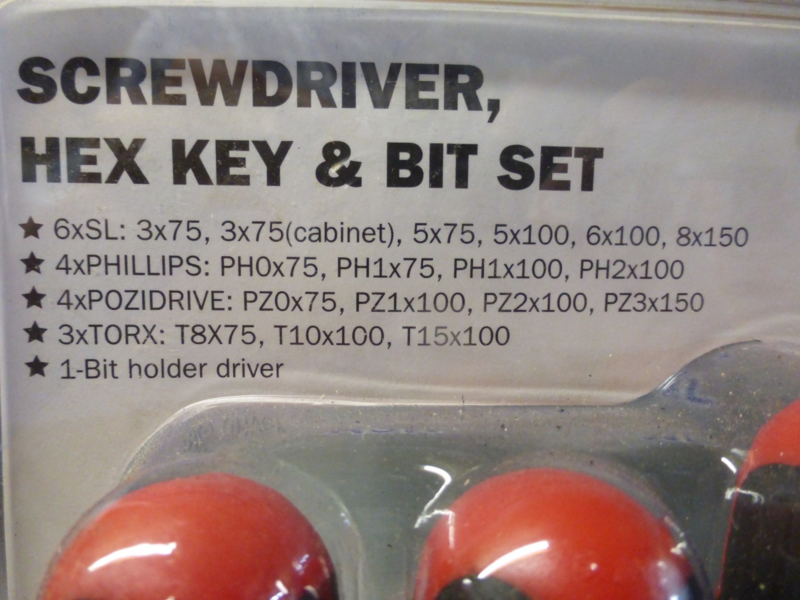 SCREWDRIVER,
HEX KEY & BIT SET
★ 6xSL: 3x75, 3x75(cabinet), 5x75, 5x100, 6x100, 8x150
★ 4xPHILLIPS: PH0x75, PH1x75, PH1x100, PH2x100
★ 4xPOZIDRIVE: PZ0x75, PZ1x100, PZ2x100, PZ3x150
★ 3xTORX: T8X75, T10x100, T15x100
★ 1-Bit holder driver